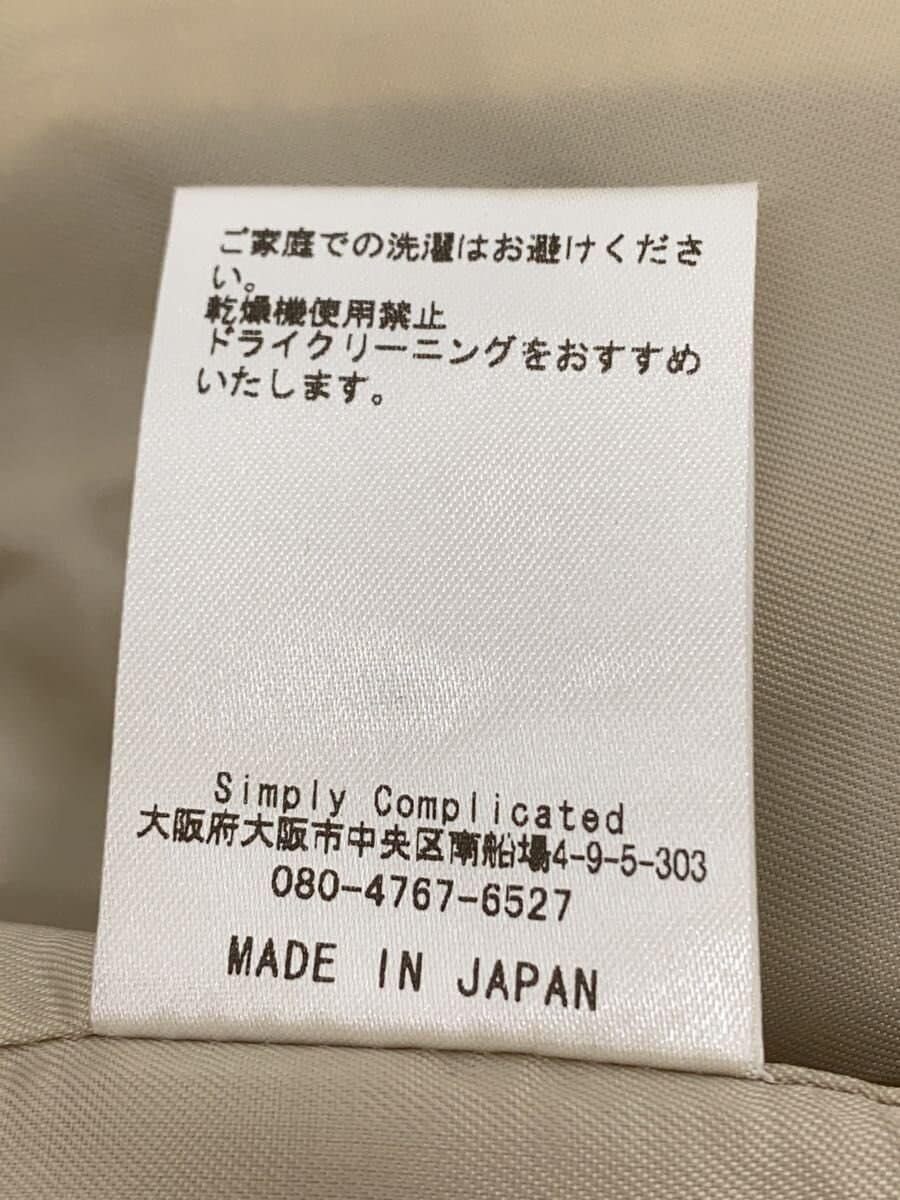 ご家庭での洗濯はお避けくださ
い。
乾燥機使用禁止
ドライクリーニングをおすすめ
いたします。
Simply Complicated
大阪府大阪市中央区南船場4-9-5-303
080-4767-6527
MADE IN JAPAN